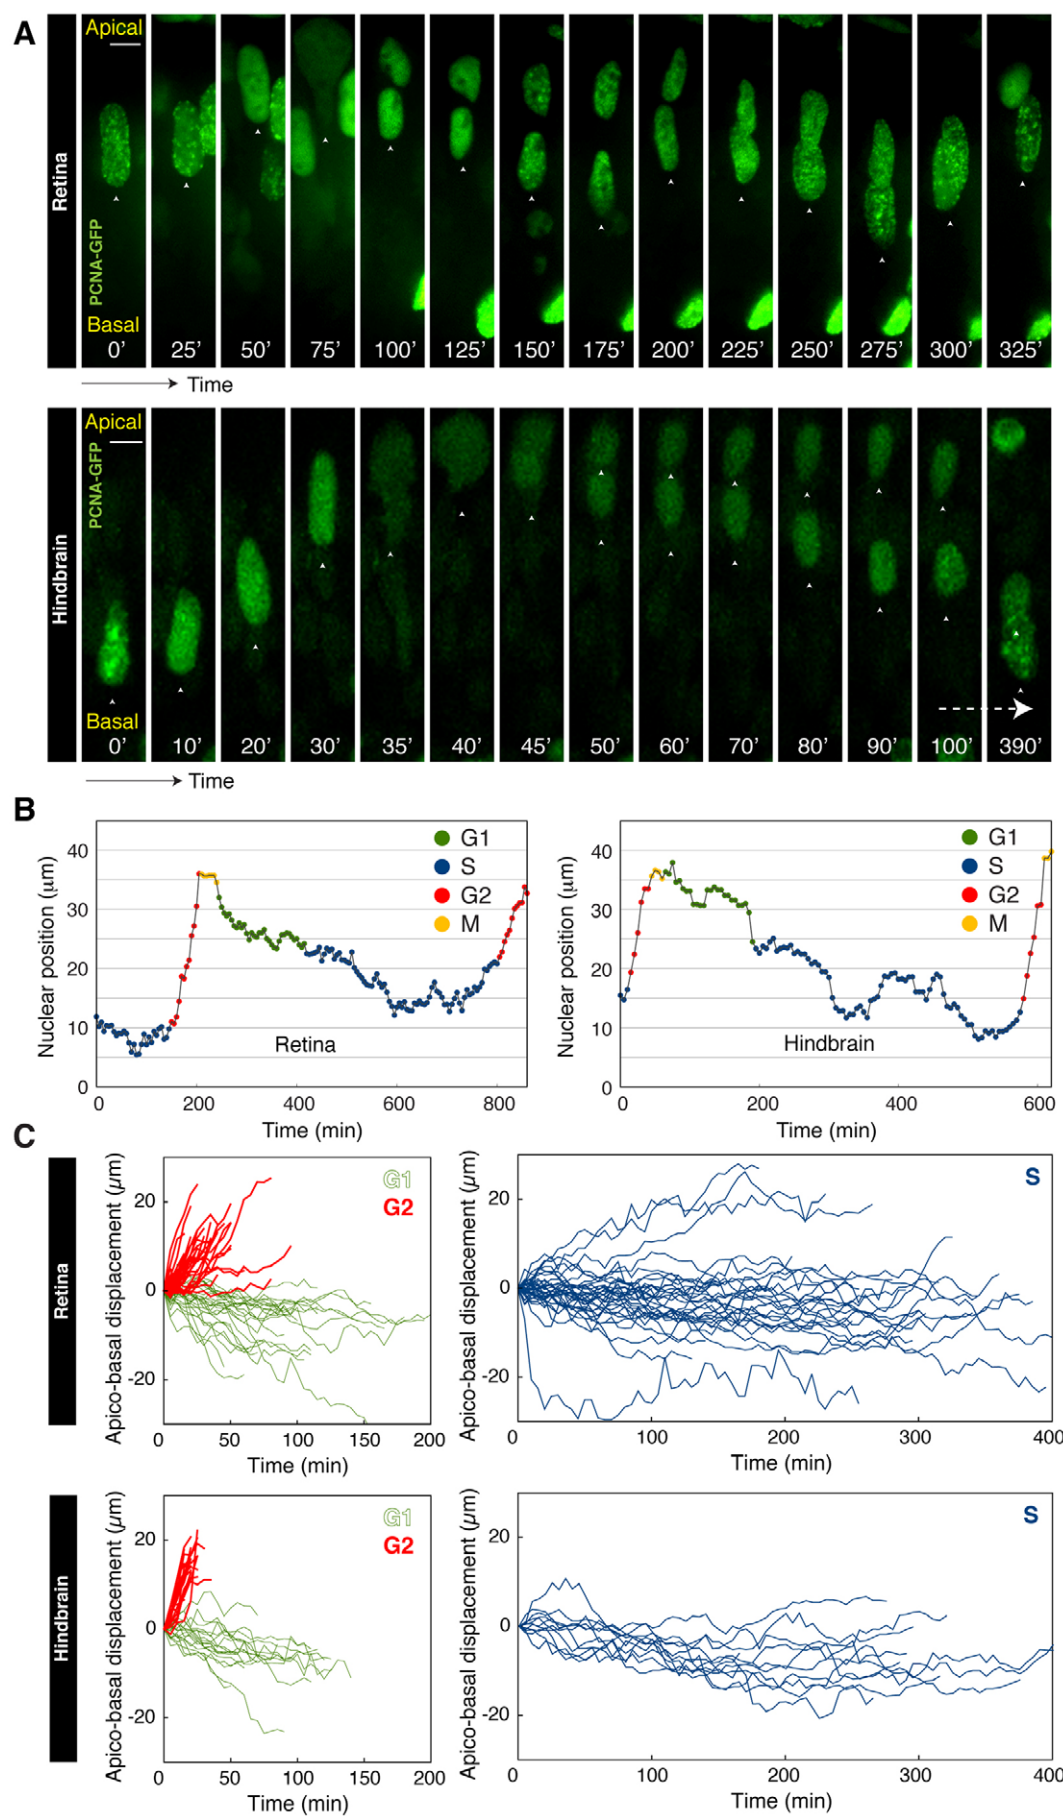 A
Retina
Apical
PCNA-GFP
Basal
0' 25' 50' 75' 100' 125' 150' 175' 200' 225' 250' 275' 300' 325'
Time
Hindbrain
Apical
PCNA-GFP
Basal
0' 10' 20' 30' 35' 40' 45' 50' 60' 70' 80' 90' 100' 390'
Time
B
Nuclear position (μm)
40
30
20
10
0
G1
S
G2
M
Retina
0 200 400 600 800
Time (min)
Nuclear position (μm)
40
30
20
10
0
G1
S
G2
M
Hindbrain
0 200 400 600
Time (min)
C
Retina
Apico-basal displacement (μm)
20
0
-20
G1
G2
0 50 100 150 200
Time (min)
Apico-basal displacement (μm)
20
0
-20
S
0 100 200 300 400
Time (min)
Hindbrain
Apico-basal displacement (μm)
20
0
-20
G1
G2
0 50 100 150 200
Time (min)
Apico-basal displacement (μm)
20
0
-20
S
0 100 200 300 400
Time (min)